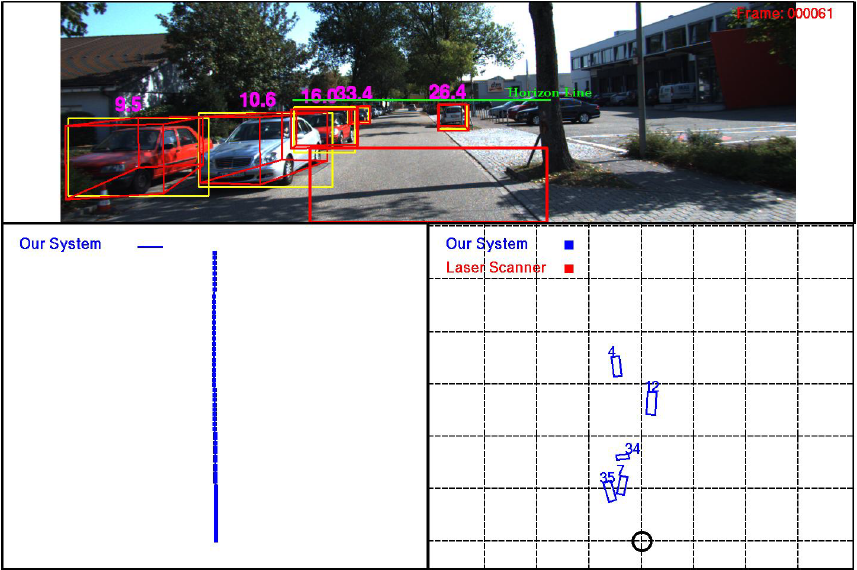 Frame: 000061
9.5
10.6
16.0
33.4
26.4
Horizon Line
Our System
Our System
Laser Scanner
4
12
34
7
35